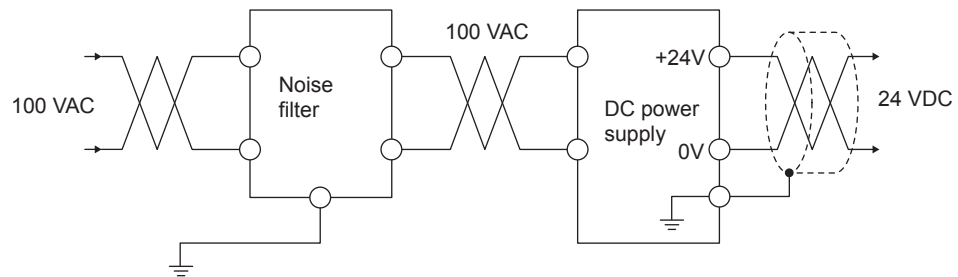 100 VAC
Noise
filter
100 VAC
+24V
DC power
supply
0V
24 VDC